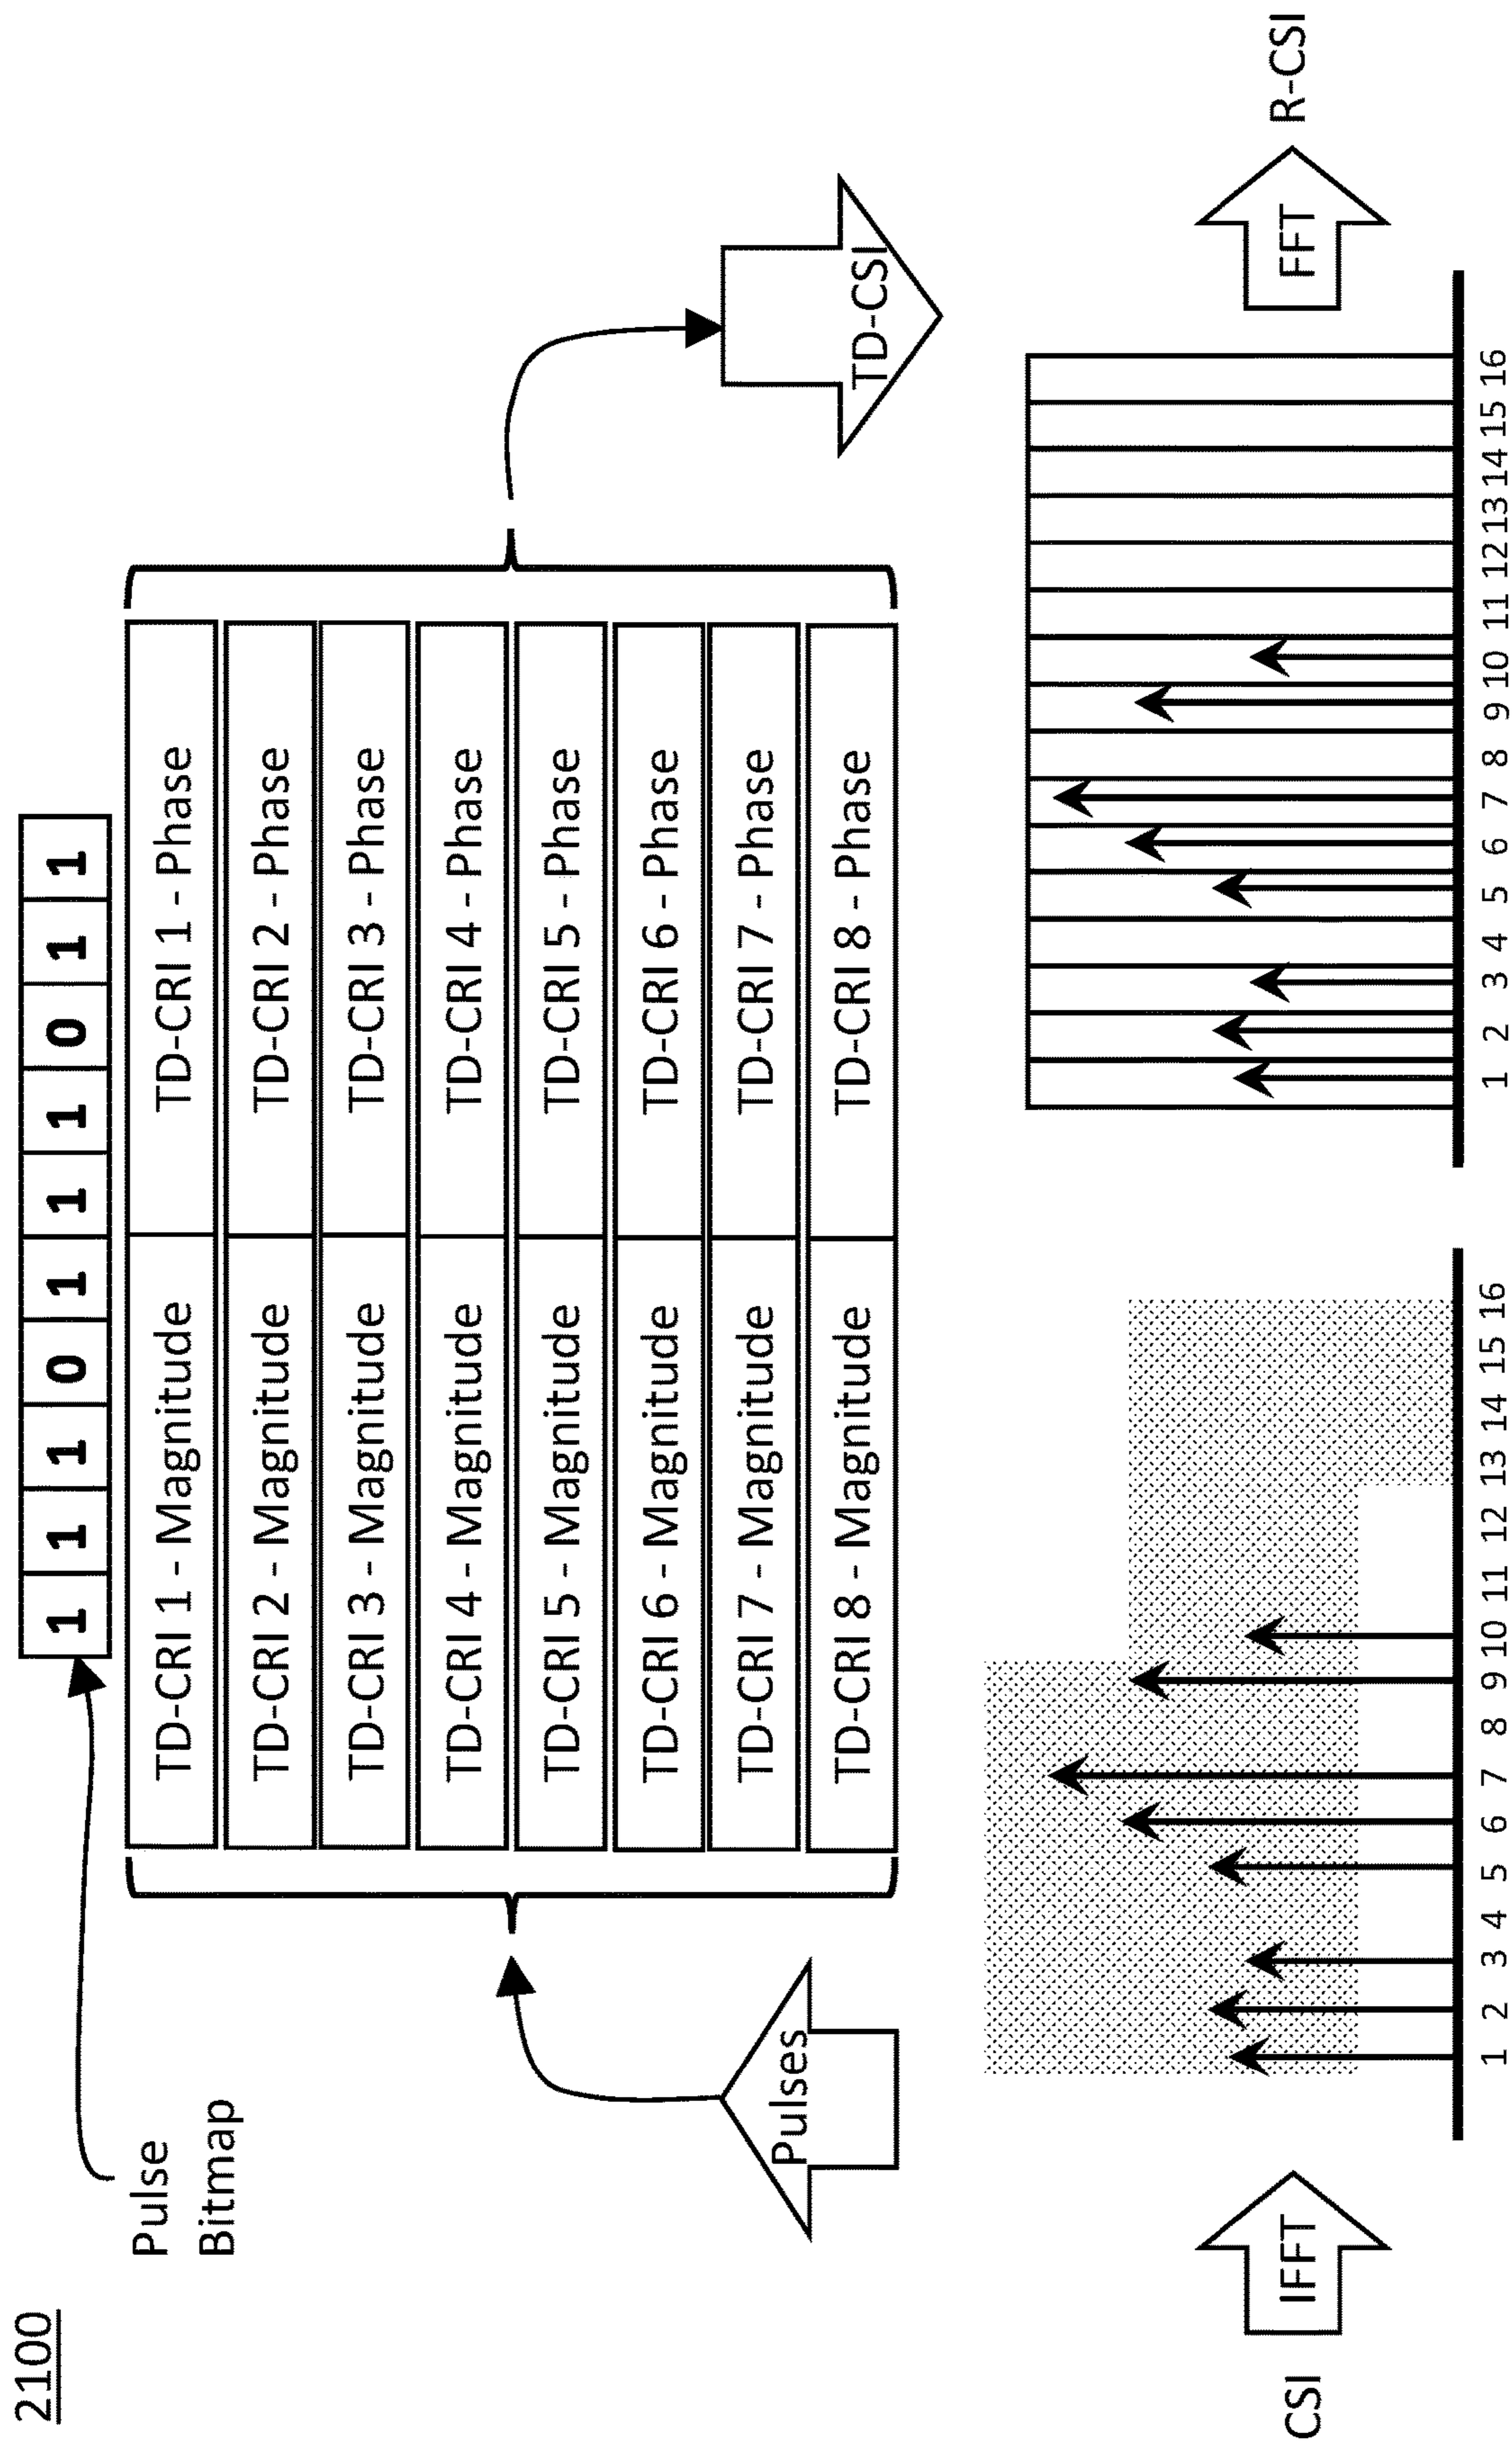 2100
Pulse
Bitmap
1 1 1 0 1 1 1 0 1 1
TD-CRI 1 - Magnitude TD-CRI 1 - Phase
TD-CRI 2 - Magnitude TD-CRI 2 - Phase
TD-CRI 3 - Magnitude TD-CRI 3 - Phase
TD-CRI 4 - Magnitude TD-CRI 4 - Phase
TD-CRI 5 - Magnitude TD-CRI 5 - Phase
TD-CRI 6 - Magnitude TD-CRI 6 - Phase
TD-CRI 7 - Magnitude TD-CRI 7 - Phase
TD-CRI 8 - Magnitude TD-CRI 8 - Phase
Pulses
TD-CSI
CSI
IFFT
1 2 3 4 5 6 7 8 9 10 11 12 13 14 15 16
1 2 3 4 5 6 7 8 9 10 11 12 13 14 15 16
FFT
R-CSI